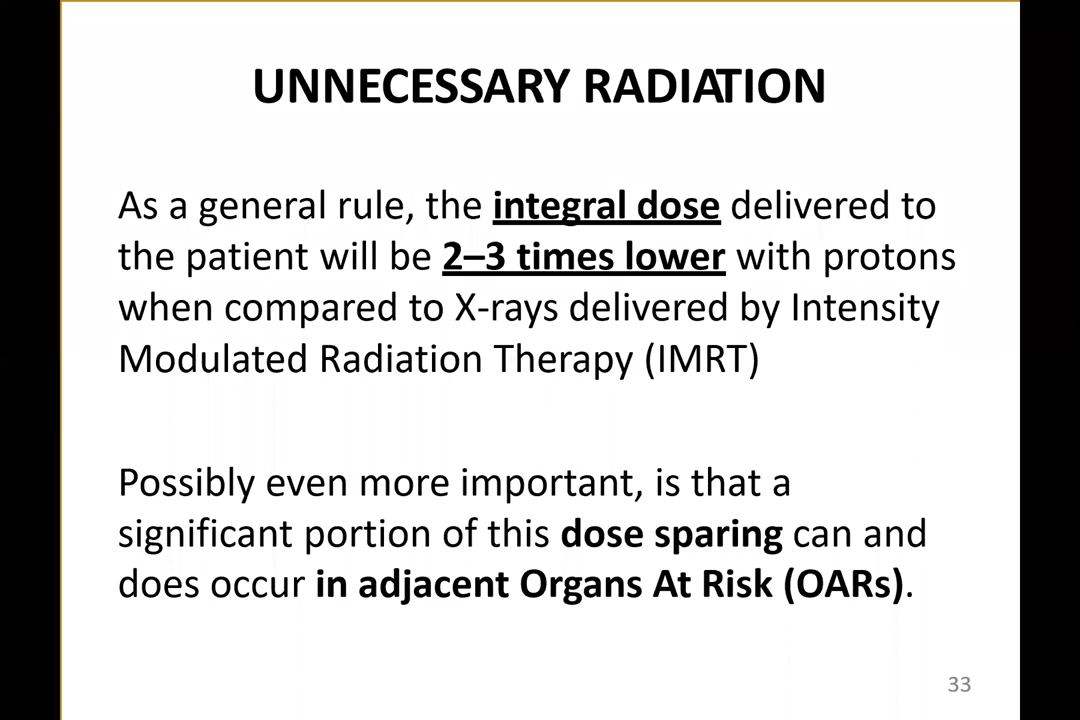 UNNECESSARY RADIATION
As a general rule, the integral dose delivered to
the patient will be 2–3 times lower with protons
when compared to X-rays delivered by Intensity
Modulated Radiation Therapy (IMRT)
Possibly even more important, is that a
significant portion of this dose sparing can and
does occur in adjacent Organs At Risk (OARs).
33